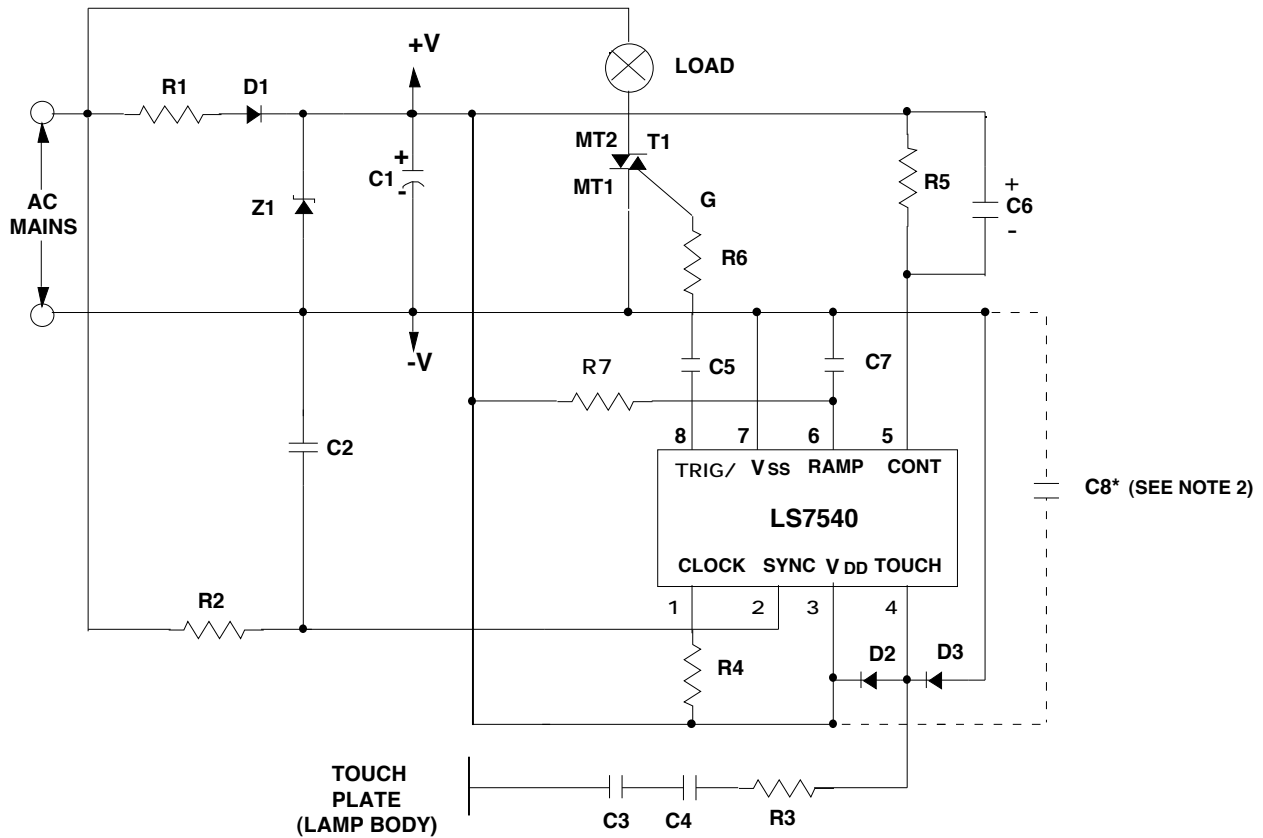 +V
LOAD
R1
D1
MT2
T1
MT1
+
C1
-
Z1
AC
MAINS
G
R5
+
C6
-
R6
-V
R7
C5
C7
8
7
6
5
TRIG/
VSS
RAMP
CONT
C2
LS7540
C8* (SEE NOTE 2)
CLOCK
SYNC
VDD
TOUCH
R2
1
2
3
4
R4
D2
D3
TOUCH
PLATE
(LAMP BODY)
C3
C4
R3